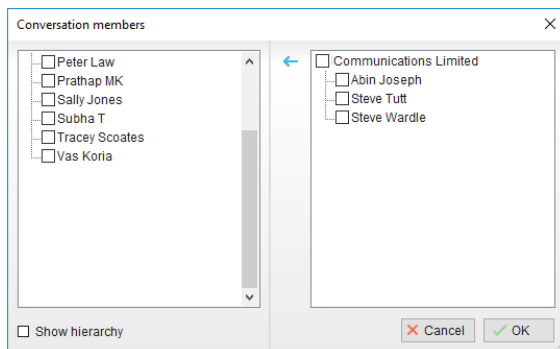 Conversation members
Peter Law
Prathap MK
Sally Jones
Subha T
Tracey Scoates
Vas Koria
Communications Limited
Abin Joseph
Steve Tutt
Steve Wardle
Show hierarchy
Cancel
OK